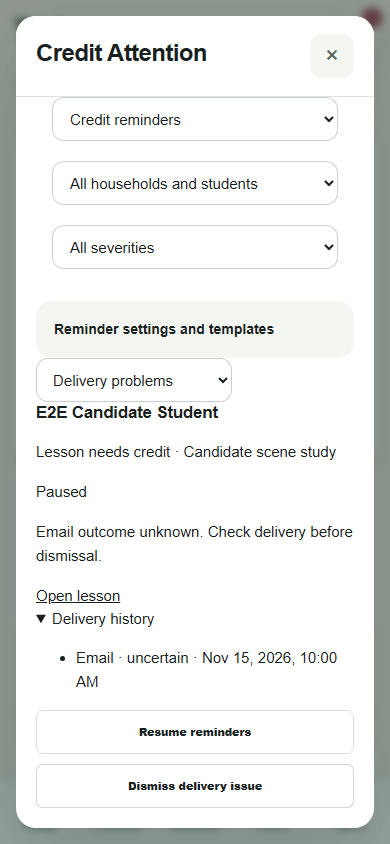 Credit Attention
×
Credit reminders
All households and students
All severities
Reminder settings and templates
Delivery problems
E2E Candidate Student
Lesson needs credit · Candidate scene study
Paused
Email outcome unknown. Check delivery before
dismissal.
Open lesson
▼ Delivery history
• Email · uncertain · Nov 15, 2026, 10:00
AM
Resume reminders
Dismiss delivery issue